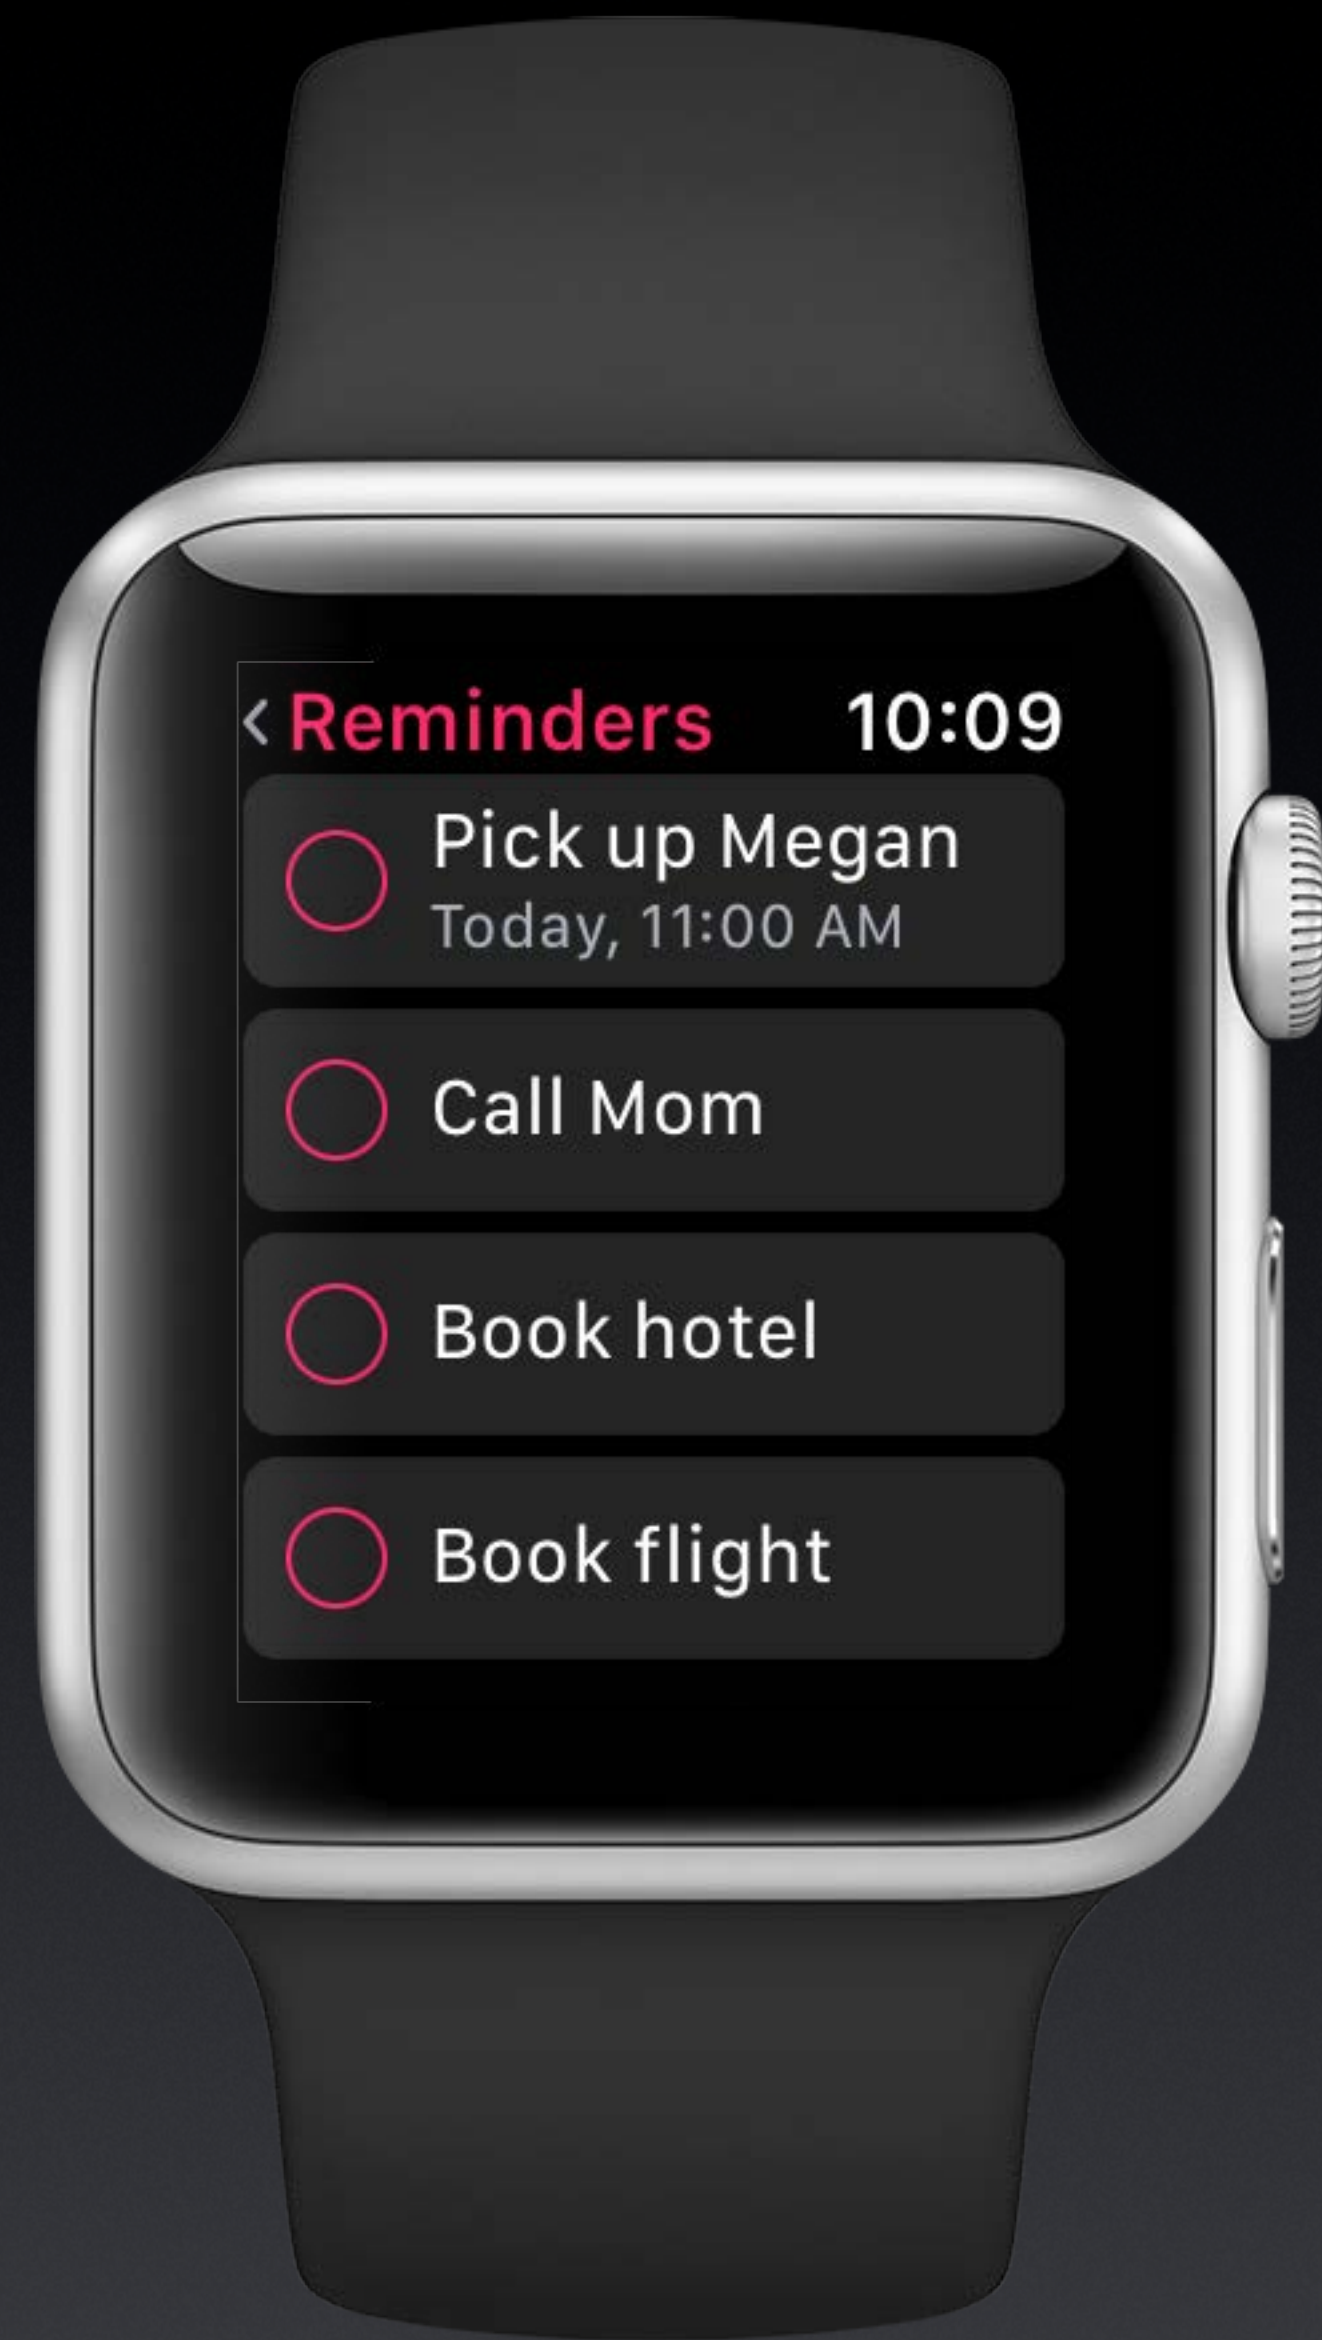 Reminders 10:09
Pick up Megan
Today, 11:00 AM
Call Mom
Book hotel
Book flight